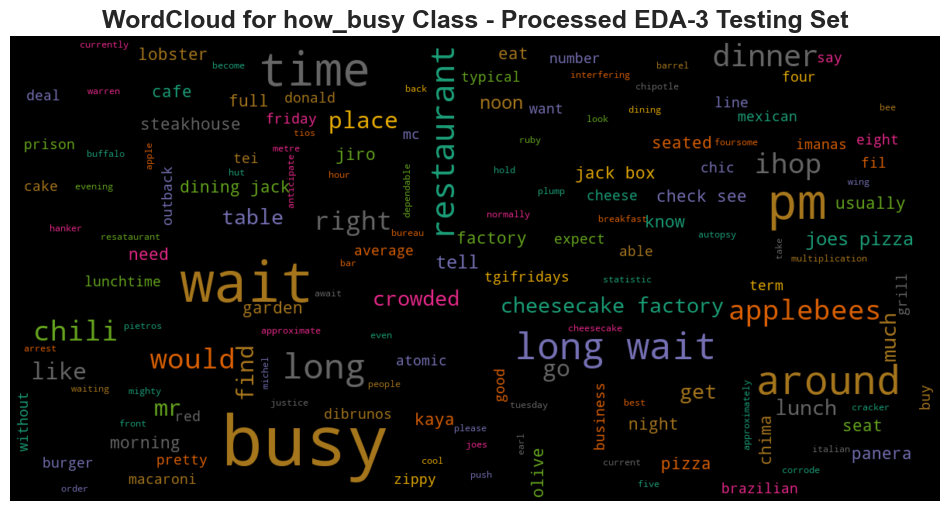 WordCloud for how_busy Class - Processed EDA-3 Testing Set
currently
lobster
become
time
restaurant
eat
number
dinner
say
typical
interfering
barrel
four
chipotle
deal
warren
cafe
full
donald
back
noon
want
line
mexican
dining
bee
steakhouse
friday
place
mc
look
tios
prison
buffalo
apple
metre
tei
jiro
ruby
seated
foursome
imanas
eight
hut
hour
anticipate
dependable
hold
chic
ihop
fil
cake
evening
outback
dining jack
plump
cheese
jack box
check see
wing
pm
usually
hanker
resataurant
table
right
bureau
normally
breakfast
know
autopsy
take
joes pizza
need
average
factory
expect
able
multiplication
bar
tell
lunchtime
wait
await
tgifridays
statistic
term
grill
garden
crowded
cheesecake factory
applebees
chili
pietros
approximate
even
cheesecake
long wait
much
arrest
would
find
michel
long
atomic
go
around
like
waiting
people
good
get
buy
mighty
justice
tuesday
business
best
approximately
lunch
cracker
without
front
mr
red
dibrunos
kaya
please
night
chima
seat
morning
busy
joes
earl
italian
burger
pretty
cool
current
pizza
panera
order
macaroni
zippy
push
olive
five
corrode
brazilian